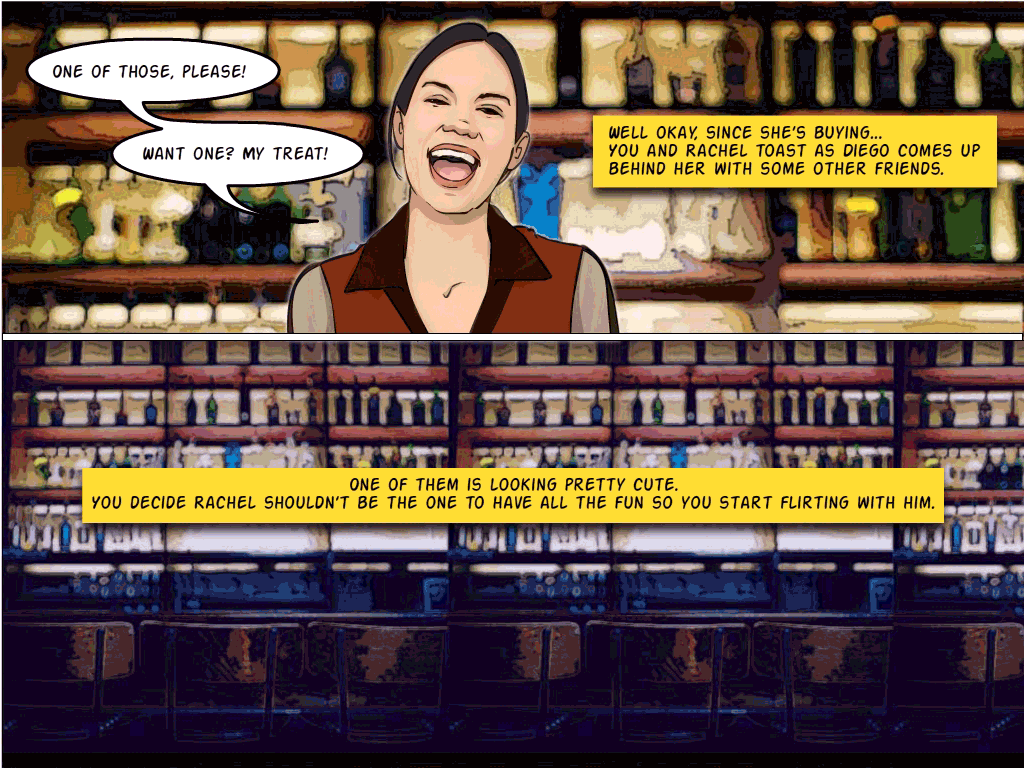 ONE OF THOSE, PLEASE!
WANT ONE? MY TREAT!
WELL OKAY, SINCE SHE'S BUYING...
YOU AND RACHEL TOAST AS DIEGO COMES UP
BEHIND HER WITH SOME OTHER FRIENDS.
ONE OF THEM IS LOOKING PRETTY CUTE.
YOU DECIDE RACHEL SHOULDN'T BE THE ONE TO HAVE ALL THE FUN SO YOU START FLIRTING WITH HIM.